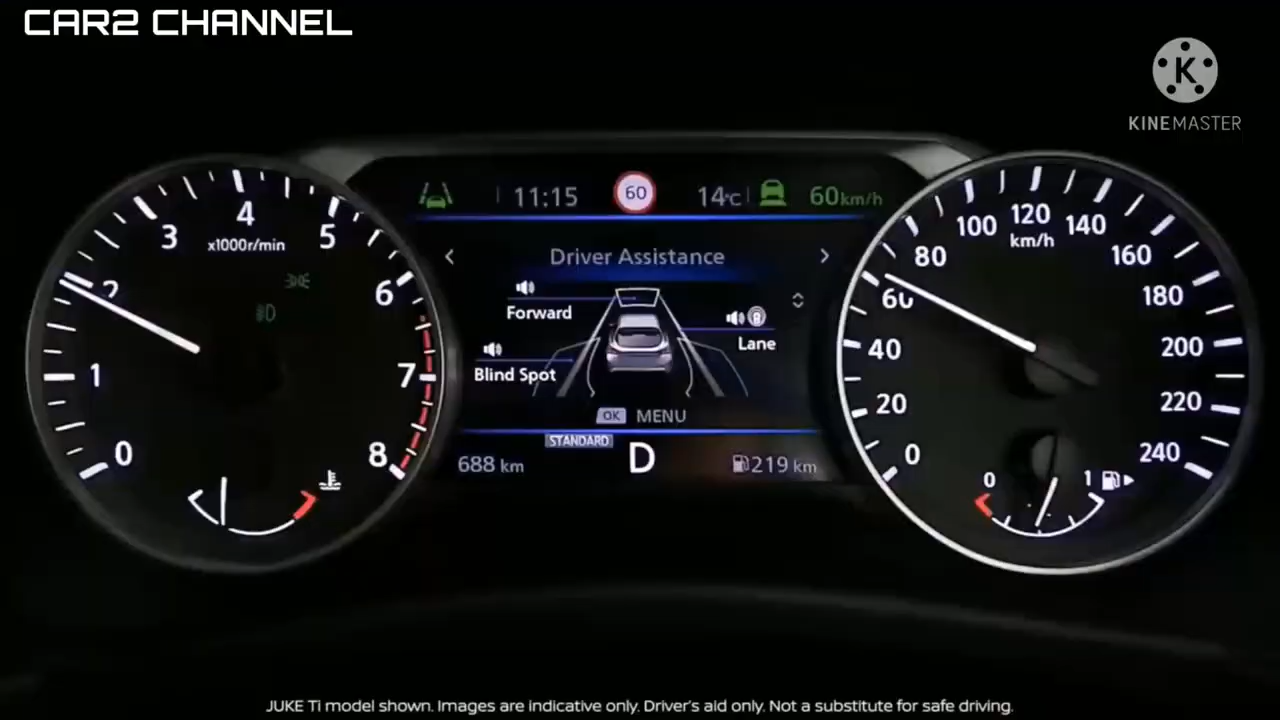 CAR2 CHANNEL
K
KINEMASTER
11:15
60
14°C
60km/h
Driver Assistance
Forward
Lane
Blind Spot
OK MENU
STANDARD
688 km
D
219 km
0
1
2
3
4
5
6
7
8
x1000r/min
0
20
40
60
80
100
120
140
160
180
200
220
240
km/h
0
1
JUKE Ti model shown. Images are indicative only. Driver's aid only. Not a substitute for safe driving.